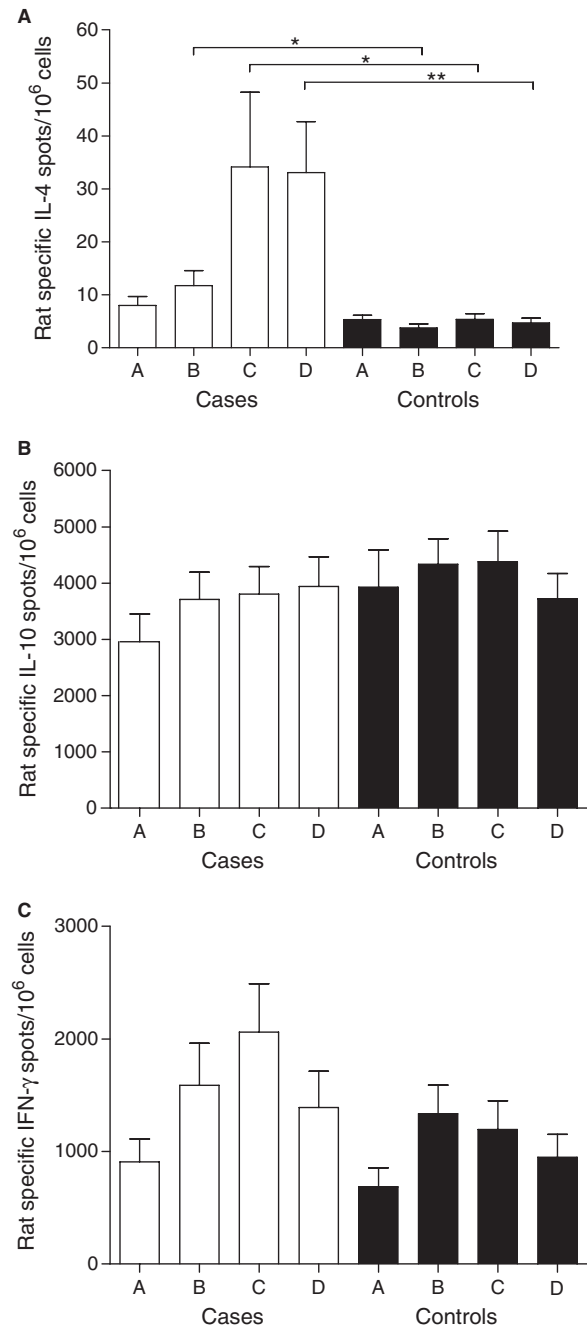 A
Rat specific IL-4 spots/10⁶ cells
60
50
40
30
20
10
0
*
*
**
A B C D A B C D
Cases Controls
B
Rat specific IL-10 spots/10⁶ cells
6000
5000
4000
3000
2000
1000
0
A B C D A B C D
Cases Controls
C
Rat specific IFN-γ spots/10⁶ cells
3000
2000
1000
0
A B C D A B C D
Cases Controls